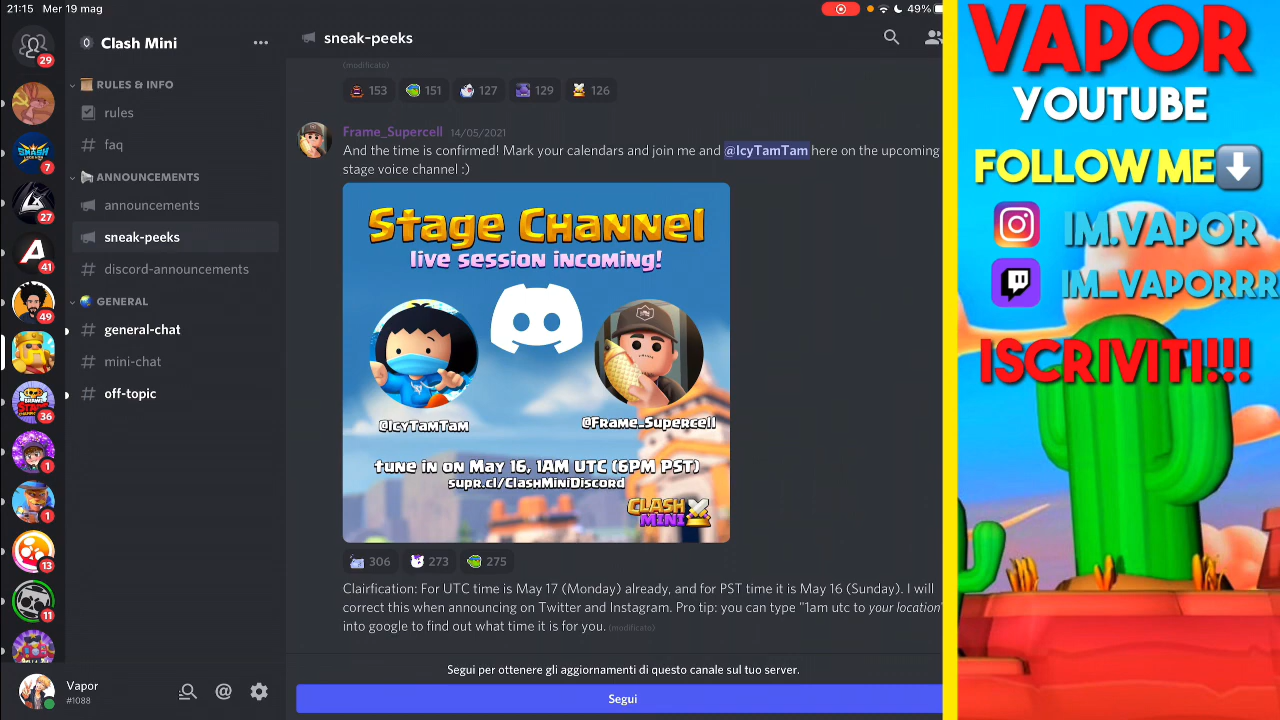 21:15 Mer 19 mag
49%
29
7
27
41
49
36
1
1
13
11
Clash Mini
RULES & INFO
rules
faq
ANNOUNCEMENTS
announcements
sneak-peeks
discord-announcements
GENERAL
general-chat
mini-chat
off-topic
Vapor
#1088
sneak-peeks
(modificato)
153 151 127 129 126
Frame_Supercell 14/05/2021
And the time is confirmed! Mark your calendars and join me and @IcyTamTam here on the upcoming
stage voice channel :)
Stage Channel
live session incoming!
@IcyTamTam
@Frame_Supercell
tune in on May 16, 1AM UTC (6PM PST)
supr.cl/ClashMiniDiscord
CLASH
MINI
306 273 275
Clairfication: For UTC time is May 17 (Monday) already, and for PST time it is May 16 (Sunday). I will
correct this when announcing on Twitter and Instagram. Pro tip: you can type "1am utc to your location"
into google to find out what time it is for you. (modificato)
Segui per ottenere gli aggiornamenti di questo canale sul tuo server.
Segui
VAPOR
YOUTUBE
FOLLOW ME
IM.VAPOR
IM_VAPORRR
ISCRIVITI!!!